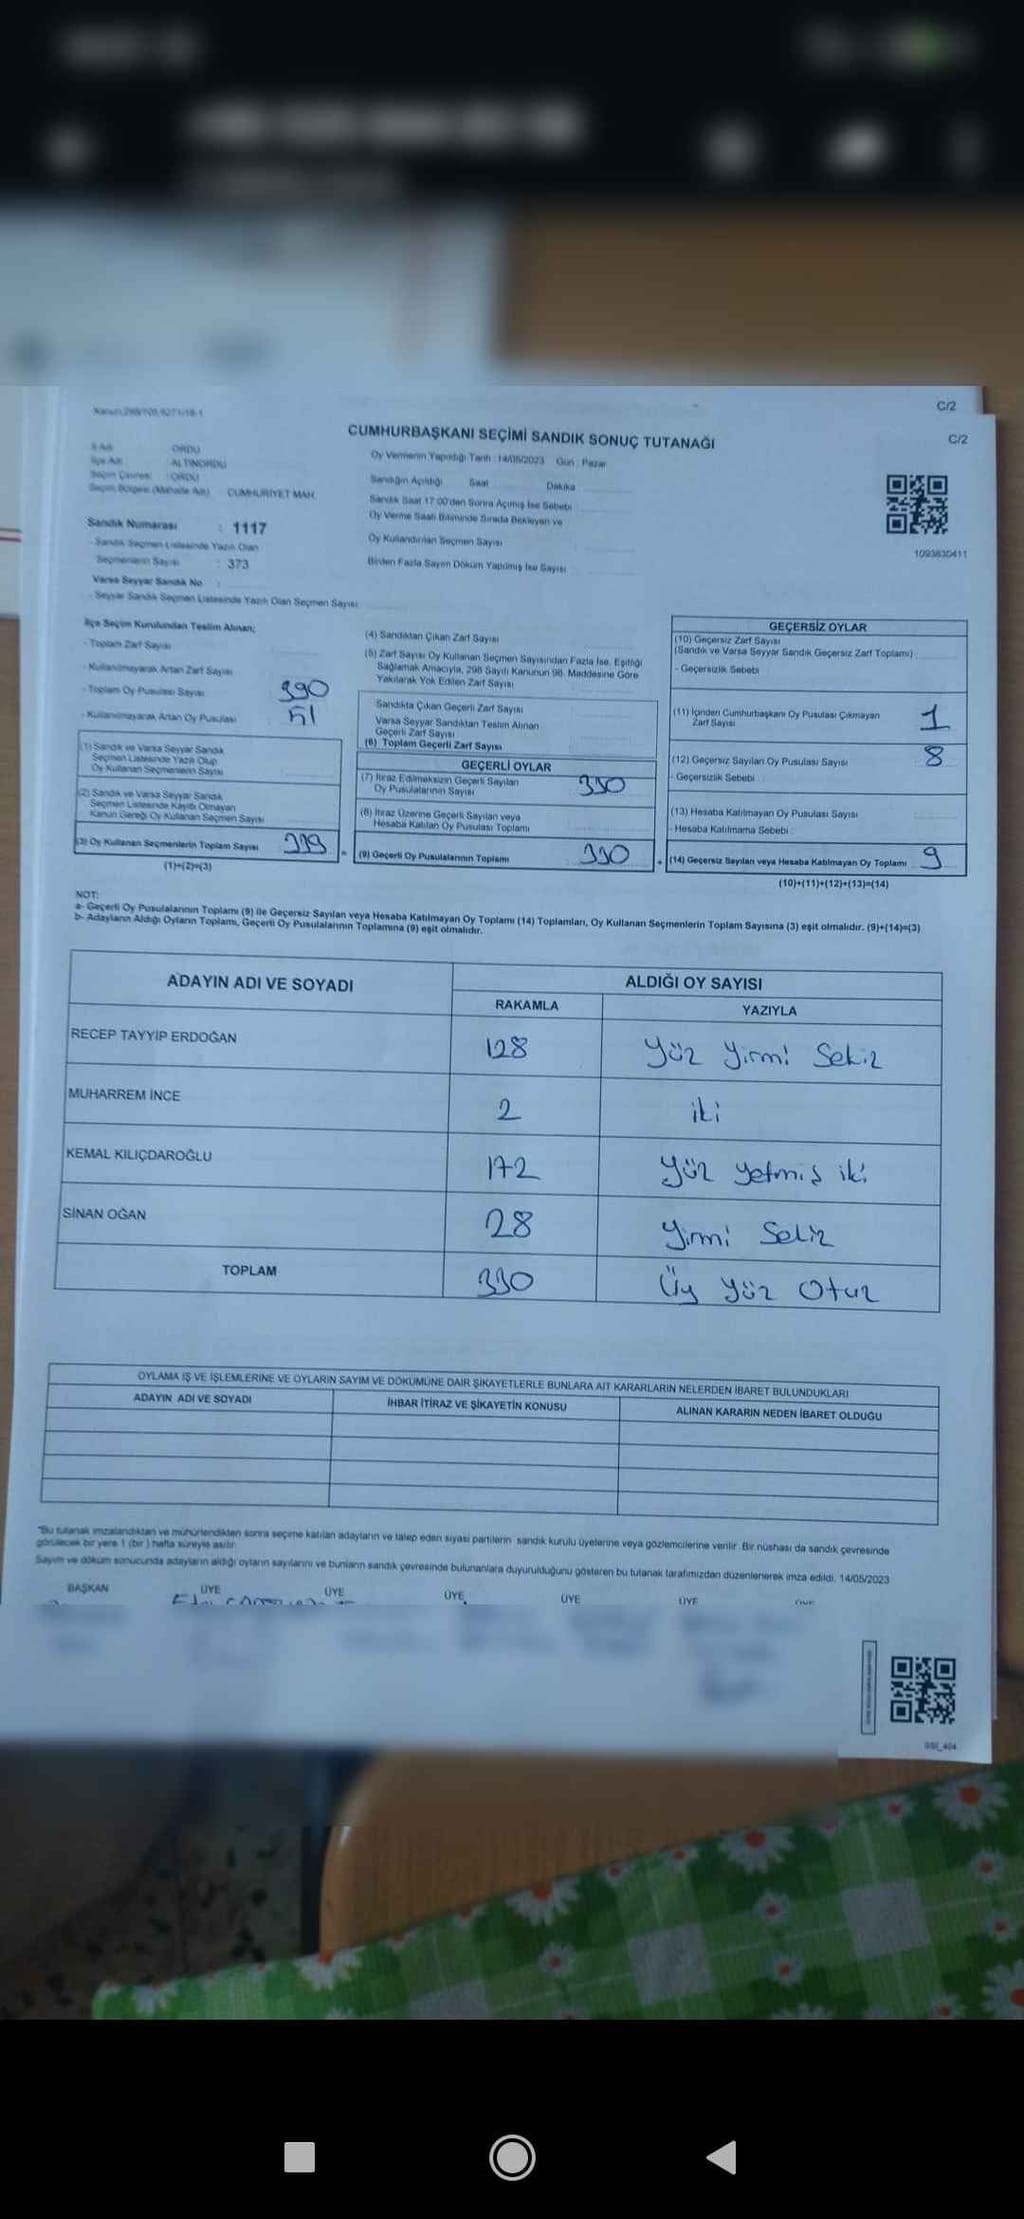 C/2
C/2
CUMHURBAŞKANI SEÇİMİ SANDIK SONUÇ TUTANAĞI
İli Adı ORDU
İlçe Adı ALTINORDU
Seçim Çevresi : ORDU
Seçim Bölgesi (Mahalle Adı) CUMHURİYET MAH.
Sandık Numarası : 1117
- Sandık Seçmen Listesinde Yazılı Olan
Seçmenlerin Sayısı : 373
Varsa Seyyar Sandık No :
- Seyyar Sandık Seçmen Listesinde Yazılı Olan Seçmen Sayısı
Oy Vermenin Yapıldığı Tarih : 14/05/2023 Gün : Pazar
Sandığın Açıldığı Saat Dakika
Sandık Saat 17:00'den Sonra Açılmış İse Sebebi
Oy Verme Saati Bitiminde Sırada Bekleyen ve
Oy Kullandırılan Seçmen Sayısı
Birden Fazla Sayım Döküm Yapılmış İse Sayısı
1093630411
İlçe Seçim Kurulundan Teslim Alınan;
- Toplam Zarf Sayısı
- Kullanılmayarak Artan Zarf Sayısı
- Toplam Oy Pusulası Sayısı 390
- Kullanılmayarak Artan Oy Pusulası 51
(1) Sandık ve Varsa Seyyar Sandık
Seçmen Listesinde Yazılı Olup
Oy Kullanan Seçmenlerin Sayısı
(2) Sandık ve Varsa Seyyar Sandık
Seçmen Listesinde Kayıtlı Olmayan
Kanun Gereği Oy Kullanan Seçmen Sayısı
(3) Oy Kullanan Seçmenlerin Toplam Sayısı 339
(1)+(2)=(3)
(4) Sandıktan Çıkan Zarf Sayısı
(5) Zarf Sayısı Oy Kullanan Seçmen Sayısından Fazla İse, Eşitliği
Sağlamak Amacıyla, 298 Sayılı Kanunun 98. Maddesine Göre
Yakılarak Yok Edilen Zarf Sayısı
Sandıkta Çıkan Geçerli Zarf Sayısı
Varsa Seyyar Sandıktan Teslim Alınan
Geçerli Zarf Sayısı
(6) Toplam Geçerli Zarf Sayısı
GEÇERLİ OYLAR
(7) İtiraz Edilmeksizin Geçerli Sayılan
Oy Pusulalarının Sayısı 330
(8) İtiraz Üzerine Geçerli Sayılan veya
Hesaba Katılan Oy Pusulası Toplamı
= (9) Geçerli Oy Pusulalarının Toplamı 330
GEÇERSİZ OYLAR
(10) Geçersiz Zarf Sayısı
(Sandık ve Varsa Seyyar Sandık Geçersiz Zarf Toplamı)
- Geçersizlik Sebebi
(11) İçinden Cumhurbaşkanı Oy Pusulası Çıkmayan
Zarf Sayısı 1
(12) Geçersiz Sayılan Oy Pusulası Sayısı 8
- Geçersizlik Sebebi
(13) Hesaba Katılmayan Oy Pusulası Sayısı
- Hesaba Katılmama Sebebi :
+ (14) Geçersiz Sayılan veya Hesaba Katılmayan Oy Toplamı 9
(10)+(11)+(12)+(13)=(14)
NOT:
a- Geçerli Oy Pusulalarının Toplamı (9) ile Geçersiz Sayılan veya Hesaba Katılmayan Oy Toplamı (14) Toplamları, Oy Kullanan Seçmenlerin Toplam Sayısına (3) eşit olmalıdır. (9)+(14)=(3)
b- Adayların Aldığı Oyların Toplamı, Geçerli Oy Pusulalarının Toplamına (9) eşit olmalıdır.
ADAYIN ADI VE SOYADI ALDIĞI OY SAYISI
RAKAMLA YAZIYLA
RECEP TAYYİP ERDOĞAN 128 Yüz Yirmi Sekiz
MUHARREM İNCE 2 iki
KEMAL KILIÇDAROĞLU 172 Yüz yetmiş iki
SİNAN OĞAN 28 Yirmi Sekiz
TOPLAM 330 Üç yüz Otuz
OYLAMA İŞ VE İŞLEMLERİNE VE OYLARIN SAYIM VE DÖKÜMÜNE DAİR ŞİKAYETLERLE BUNLARA AİT KARARLARIN NELERDEN İBARET BULUNDUKLARI
ADAYIN ADI VE SOYADI İHBAR İTİRAZ VE ŞİKAYETİN KONUSU ALINAN KARARIN NEDEN İBARET OLDUĞU
"Bu tutanak imzalandıktan ve mühürlendikten sonra seçime katılan adayların ve talep eden siyasi partilerin sandık kurulu üyelerine veya gözlemcilerine verilir. Bir nüshası da sandık çevresinde
görülecek bir yere 1 (bir) hafta süreyle asılır.
Sayım ve döküm sonucunda adayların aldığı oyların sayılarını ve bunların sandık çevresinde bulunanlara duyurulduğunu gösteren bu tutanak tarafımızdan düzenlenerek imza edildi. 14/05/2023
BAŞKAN ÜYE ÜYE ÜYE ÜYE ÜYE